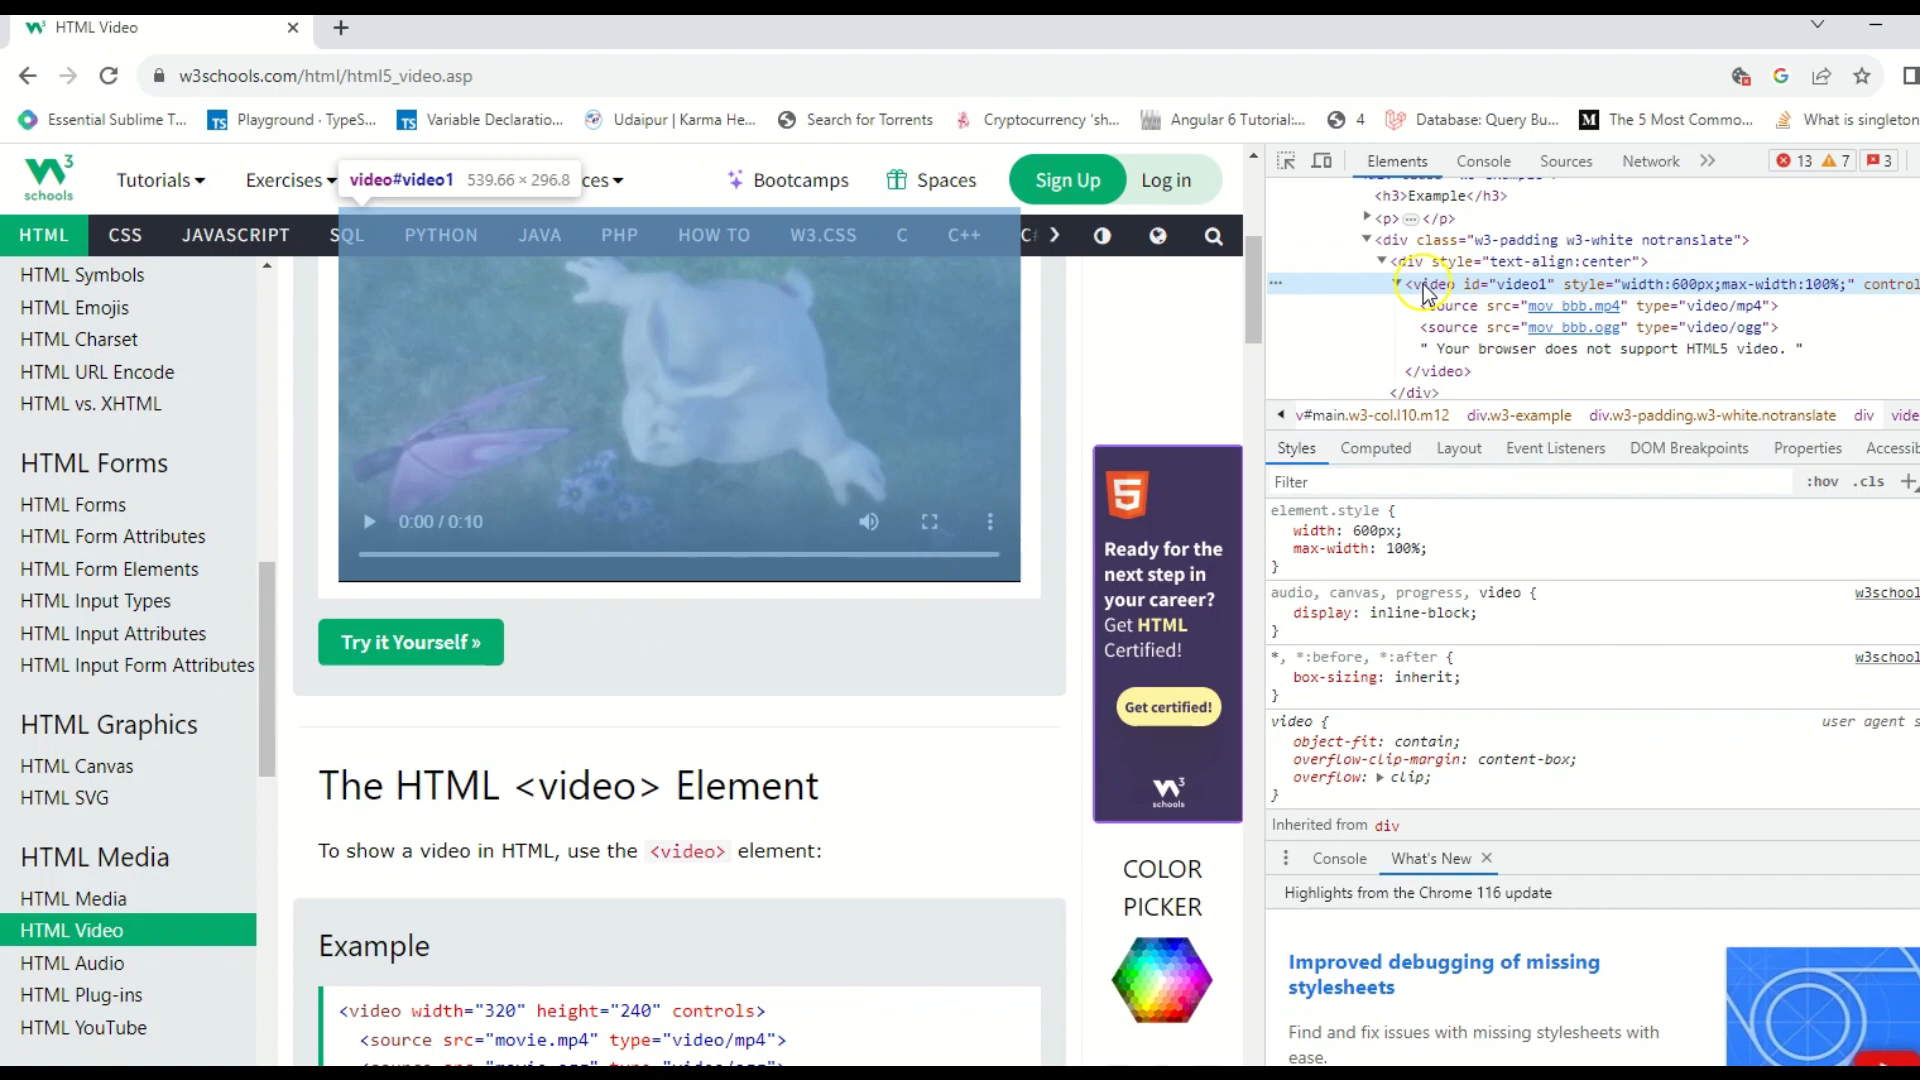 HTML Video
w3schools.com/html/html5_video.asp
Essential Sublime T...
Playground · TypeS...
Variable Declaratio...
Udaipur | Karma He...
Search for Torrents
Cryptocurrency 'sh...
Angular 6 Tutorial:...
4
Database: Query Bu...
The 5 Most Commo...
What is singleton
W3 schools
Tutorials
Exercises
video#video1 539.66 × 296.8
ces
Bootcamps
Spaces
Sign Up
Log in
HTML
CSS
JAVASCRIPT
SQL
PYTHON
JAVA
PHP
HOW TO
W3.CSS
C
C++
C#
HTML Symbols
HTML Emojis
HTML Charset
HTML URL Encode
HTML vs. XHTML
HTML Forms
HTML Forms
HTML Form Attributes
HTML Form Elements
HTML Input Types
HTML Input Attributes
HTML Input Form Attributes
HTML Graphics
HTML Canvas
HTML SVG
HTML Media
HTML Media
HTML Video
HTML Audio
HTML Plug-ins
HTML YouTube
0:00 / 0:10
Try it Yourself »
The HTML <video> Element
To show a video in HTML, use the <video> element:
Example
<video width="320" height="240" controls>
<source src="movie.mp4" type="video/mp4">
5
Ready for the
next step in
your career?
Get HTML
Certified!
Get certified!
W3
schools
COLOR
PICKER
Elements
Console
Sources
Network
13
7
3
<h3>Example</h3>
<p> … </p>
<div class="w3-padding w3-white notranslate">
<div style="text-align:center">
<video id="video1" style="width:600px;max-width:100%;" control
<source src="mov_bbb.mp4" type="video/mp4">
<source src="mov_bbb.ogg" type="video/ogg">
" Your browser does not support HTML5 video. "
</video>
</div>
v#main.w3-col.l10.m12 div.w3-example div.w3-padding.w3-white.notranslate div vide
Styles
Computed
Layout
Event Listeners
DOM Breakpoints
Properties
Accessib
Filter
:hov .cls +
element.style {
width: 600px;
max-width: 100%;
}
audio, canvas, progress, video {
w3school
display: inline-block;
}
*, *:before, *:after {
w3school
box-sizing: inherit;
}
video {
user agent s
object-fit: contain;
overflow-clip-margin: content-box;
overflow: clip;
}
Inherited from div
Console
What's New
Highlights from the Chrome 116 update
Improved debugging of missing
stylesheets
Find and fix issues with missing stylesheets with
ease.